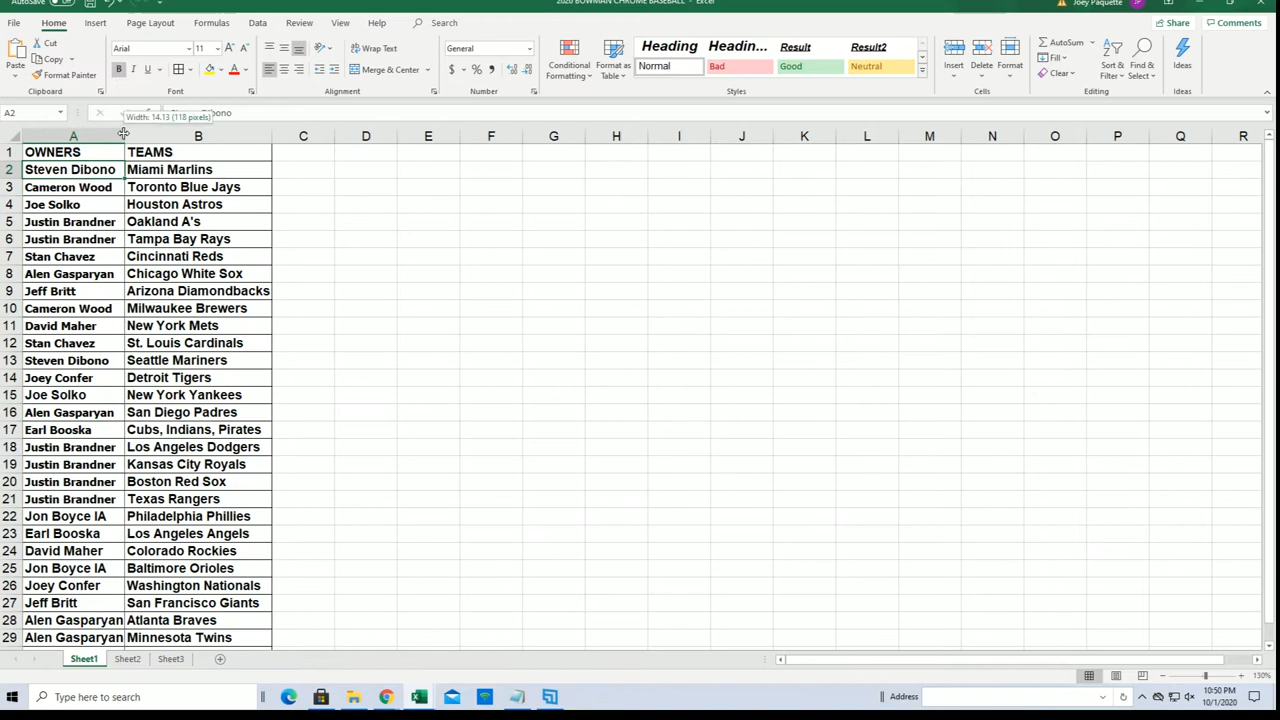 AutoSave
2020 BOWMAN CHROME BASEBALL - Excel
Joey Paquette JP
File Home Insert Page Layout Formulas Data Review View Help Search Share Comments
Cut
Copy
Format Painter
Paste
Arial 11
B I U
Wrap Text
Merge & Center
General
$ % ,
Conditional Formatting
Format as Table
Heading Headin... Result Result2
Normal Bad Good Neutral
Insert Delete Format
AutoSum
Fill
Clear
Sort & Filter
Find & Select
Ideas
Clipboard Font Alignment Number Styles Cells Editing Ideas
A2 Dibono
Width: 14.13 (118 pixels)
A B C D E F G H I J K L M N O P Q R
1 OWNERS TEAMS
2 Steven Dibono Miami Marlins
3 Cameron Wood Toronto Blue Jays
4 Joe Solko Houston Astros
5 Justin Brandner Oakland A's
6 Justin Brandner Tampa Bay Rays
7 Stan Chavez Cincinnati Reds
8 Alen Gasparyan Chicago White Sox
9 Jeff Britt Arizona Diamondbacks
10 Cameron Wood Milwaukee Brewers
11 David Maher New York Mets
12 Stan Chavez St. Louis Cardinals
13 Steven Dibono Seattle Mariners
14 Joey Confer Detroit Tigers
15 Joe Solko New York Yankees
16 Alen Gasparyan San Diego Padres
17 Earl Booska Cubs, Indians, Pirates
18 Justin Brandner Los Angeles Dodgers
19 Justin Brandner Kansas City Royals
20 Justin Brandner Boston Red Sox
21 Justin Brandner Texas Rangers
22 Jon Boyce IA Philadelphia Phillies
23 Earl Booska Los Angeles Angels
24 David Maher Colorado Rockies
25 Jon Boyce IA Baltimore Orioles
26 Joey Confer Washington Nationals
27 Jeff Britt San Francisco Giants
28 Alen Gasparyan Atlanta Braves
29 Alen Gasparyan Minnesota Twins
Sheet1 Sheet2 Sheet3
130%
Type here to search
Address
10:50 PM
10/1/2020